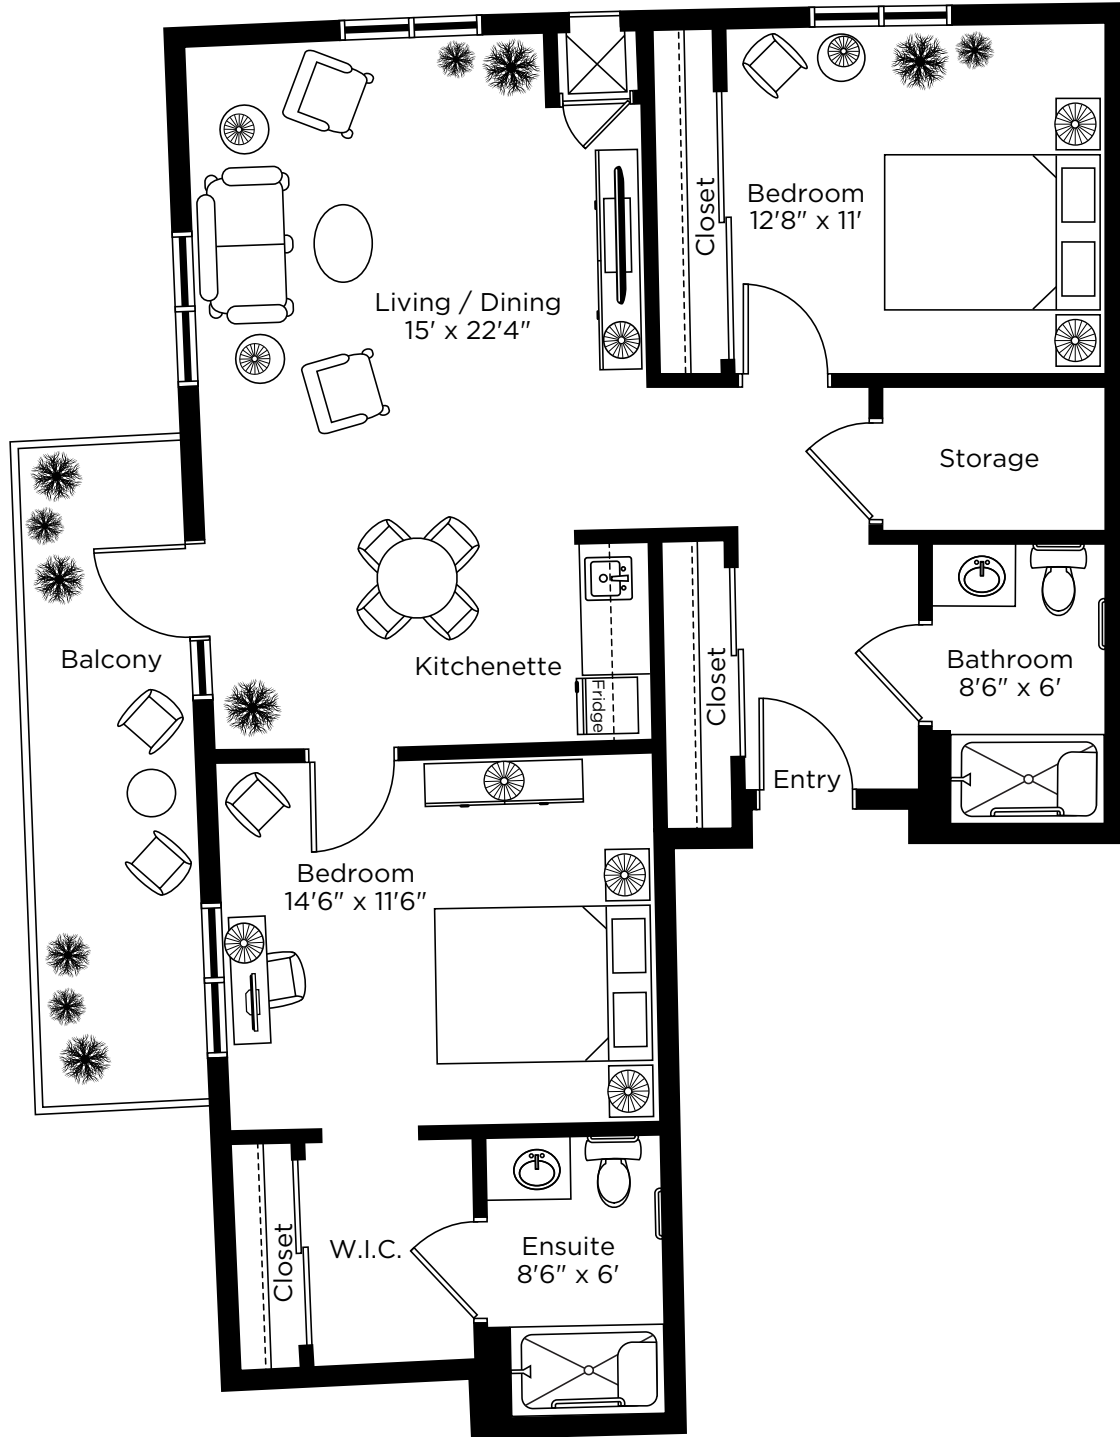 Closet
Bedroom
12'8" x 11'
Living / Dining
15' x 22'4"
Storage
Balcony
Kitchenette
Fridge
Closet
Bathroom
8'6" x 6'
Entry
Bedroom
14'6" x 11'6"
Closet
W.I.C.
Ensuite
8'6" x 6'